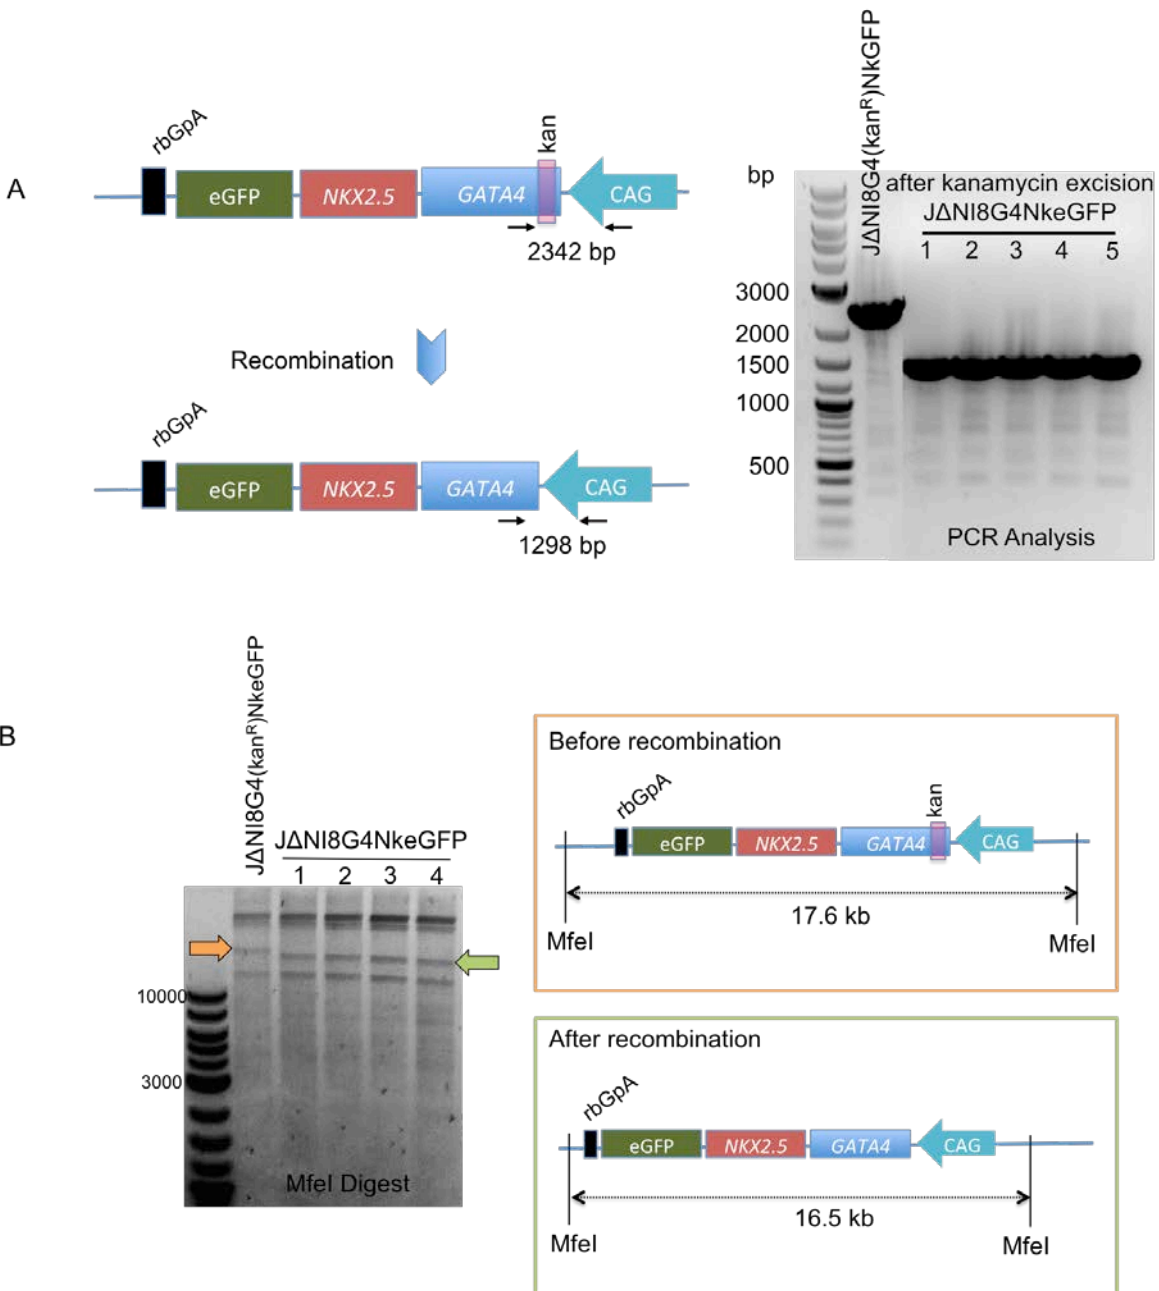 A
rbGpA
eGFP
NKX2.5
GATA4
kan
CAG
2342 bp
Recombination
rbGpA
eGFP
NKX2.5
GATA4
CAG
1298 bp
bp
JΔNI8G4(kanᴿ)NkGFP
after kanamycin excision
JΔNI8G4NkeGFP
1 2 3 4 5
3000
2000
1500
1000
500
PCR Analysis
B
JΔNI8G4(kanᴿ)NkeGFP
JΔNI8G4NkeGFP
1 2 3 4
10000
3000
MfeI Digest
Before recombination
rbGpA
eGFP
NKX2.5
GATA4
kan
CAG
17.6 kb
MfeI
MfeI
After recombination
rbGpA
eGFP
NKX2.5
GATA4
CAG
16.5 kb
MfeI
MfeI